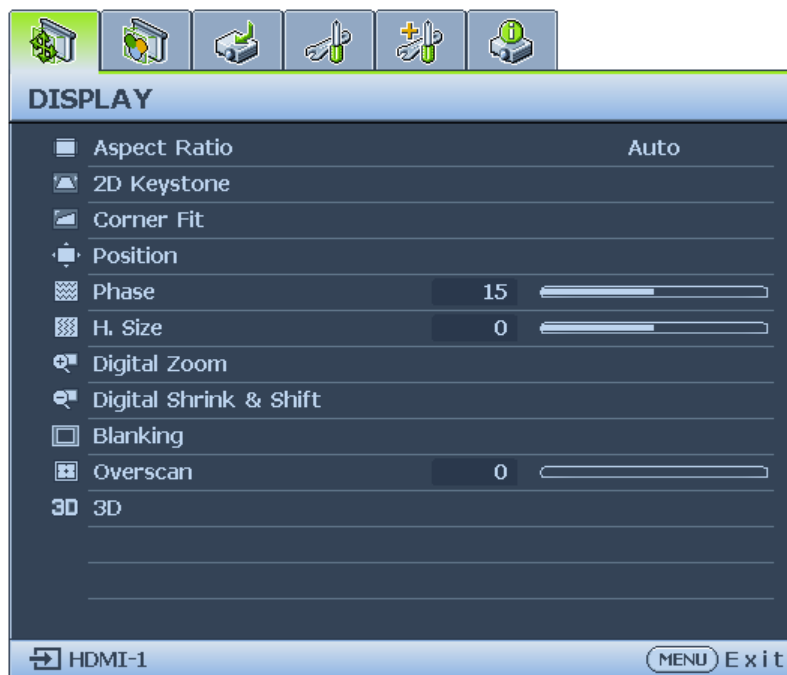 DISPLAY
Aspect Ratio Auto
2D Keystone
Corner Fit
Position
Phase 15
H. Size 0
Digital Zoom
Digital Shrink & Shift
Blanking
Overscan 0
3D 3D
HDMI-1 MENU Exit